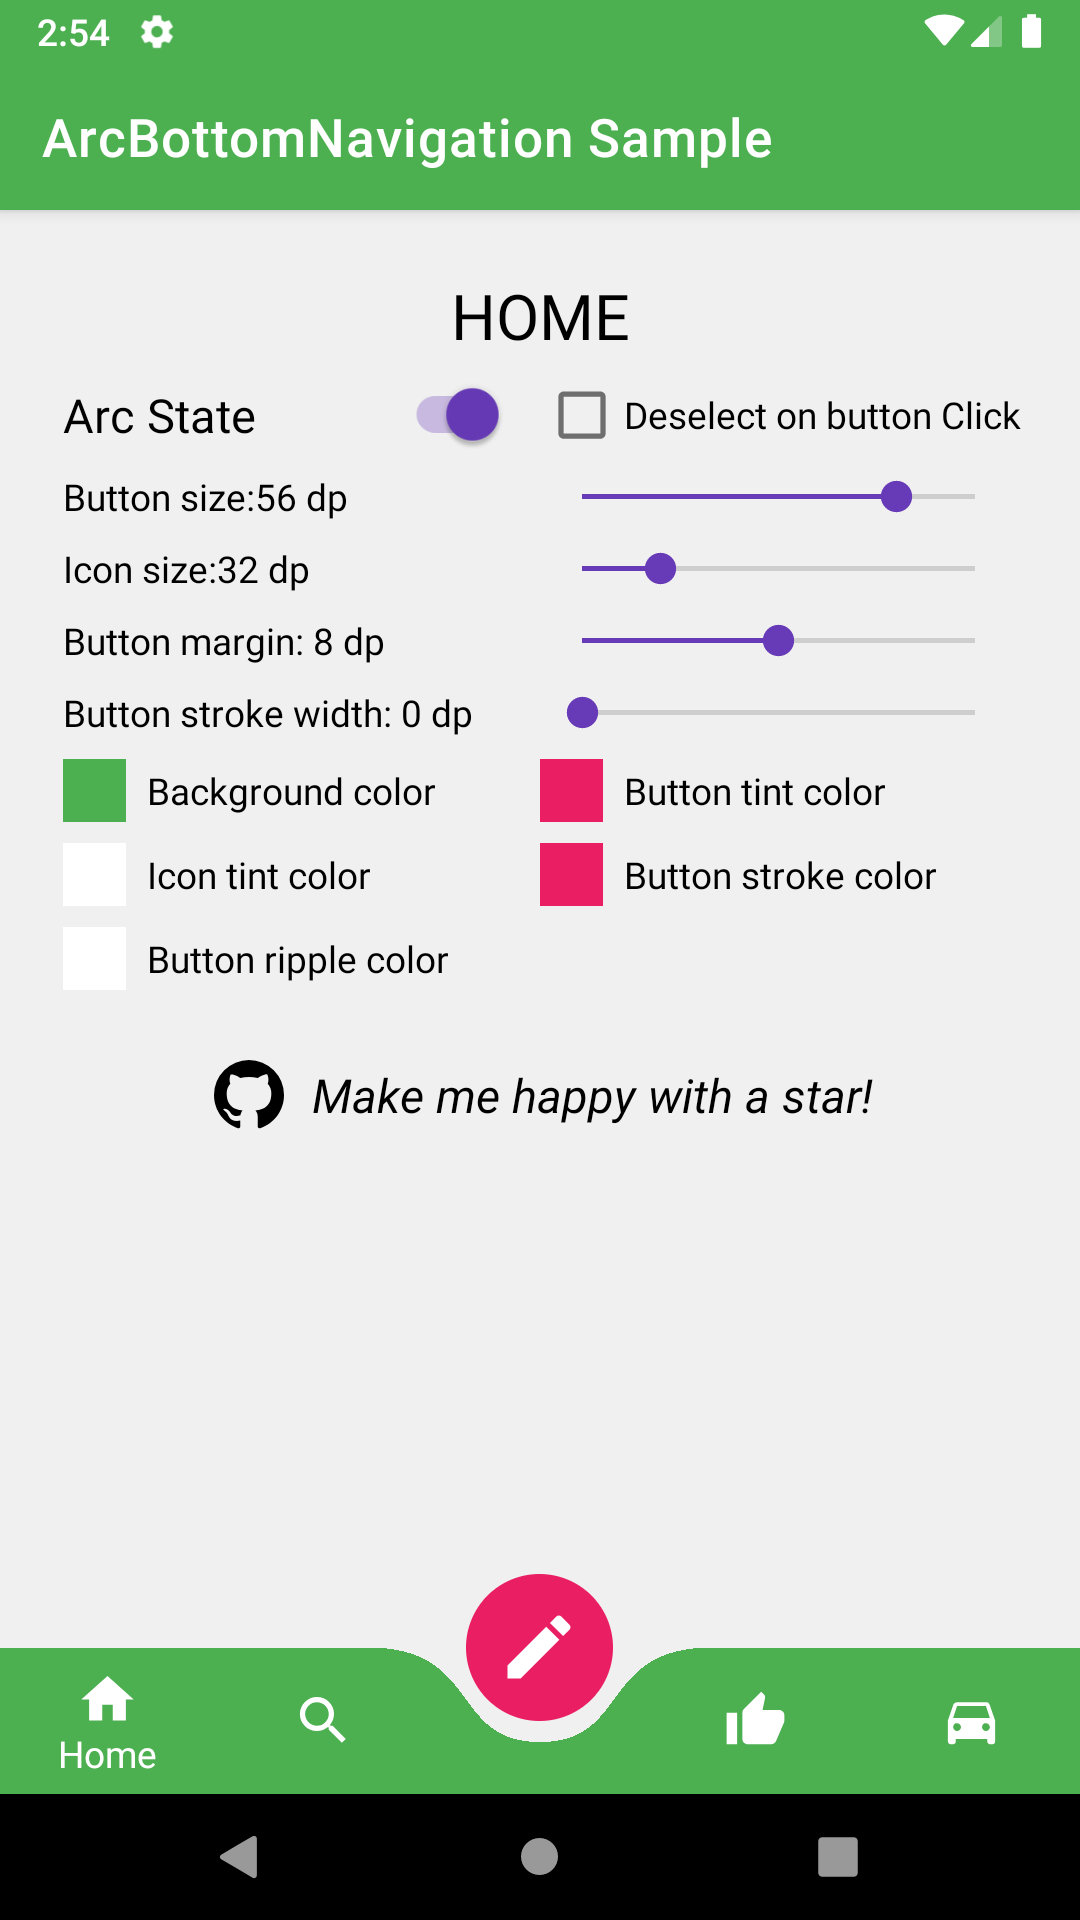 2:54
ArcBottomNavigation Sample
HOME
Arc State
Deselect on button Click
Button size:56 dp
Icon size:32 dp
Button margin: 8 dp
Button stroke width: 0 dp
Background color
Button tint color
Icon tint color
Button stroke color
Button ripple color
Make me happy with a star!
Home